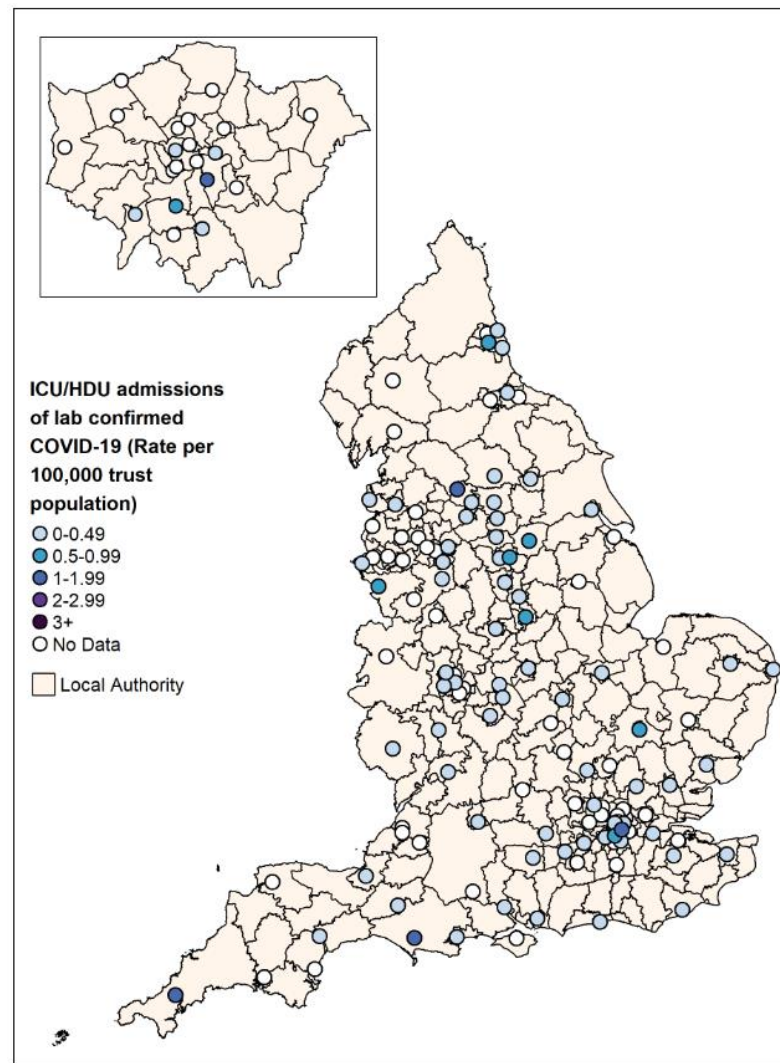 ICU/HDU admissions
of lab confirmed
COVID-19 (Rate per
100,000 trust
population)
0-0.49
0.5-0.99
1-1.99
2-2.99
3+
No Data
Local Authority